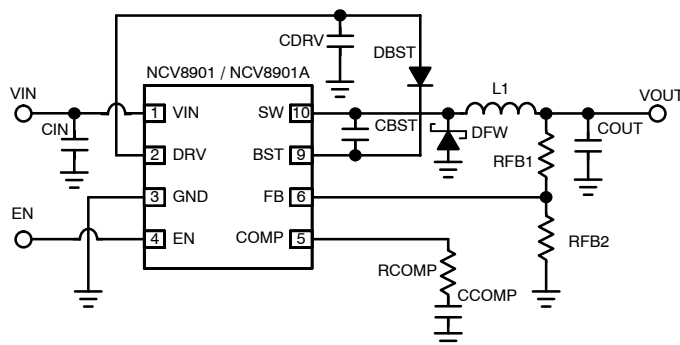 CDRV
DBST
NCV8901 / NCV8901A
VIN
L1
VOUT
1 VIN
SW 10
CIN
CBST
DFW
COUT
2 DRV
BST 9
RFB1
3 GND
FB 6
EN
4 EN
COMP 5
RFB2
RCOMP
CCOMP